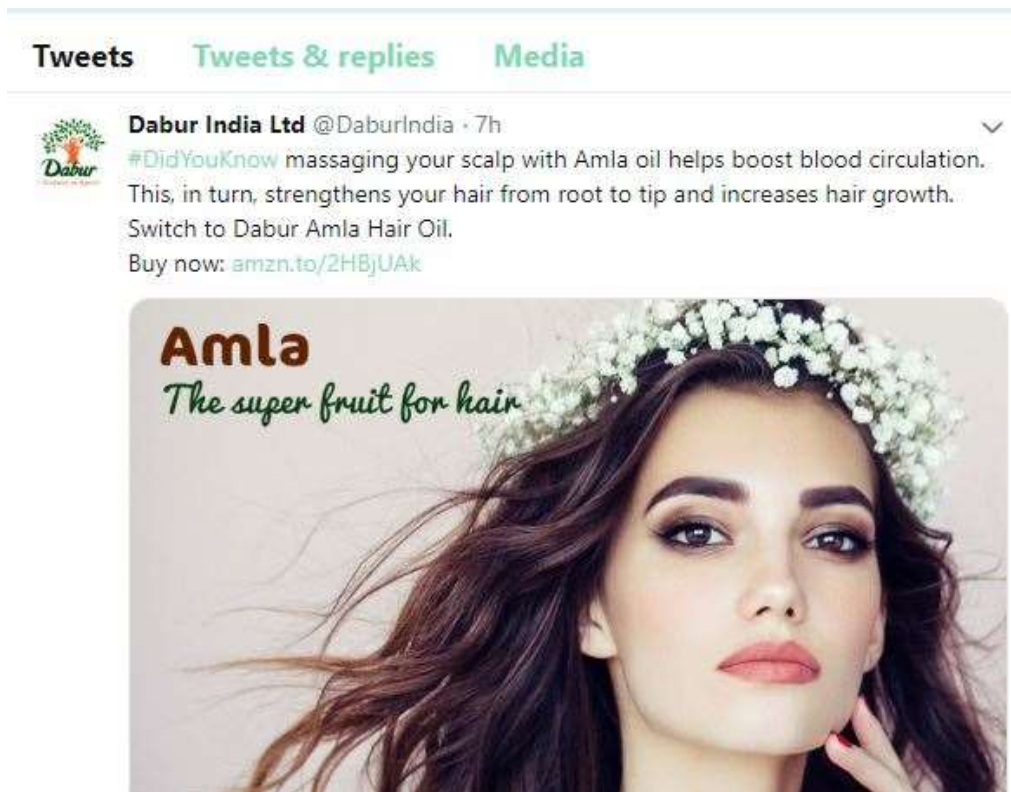 Tweets Tweets & replies Media
Dabur India Ltd @DaburIndia · 7h
#DidYouKnow massaging your scalp with Amla oil helps boost blood circulation.
This, in turn, strengthens your hair from root to tip and increases hair growth.
Switch to Dabur Amla Hair Oil.
Buy now: amzn.to/2HBjUAk
Dabur
Amla
The super fruit for hair